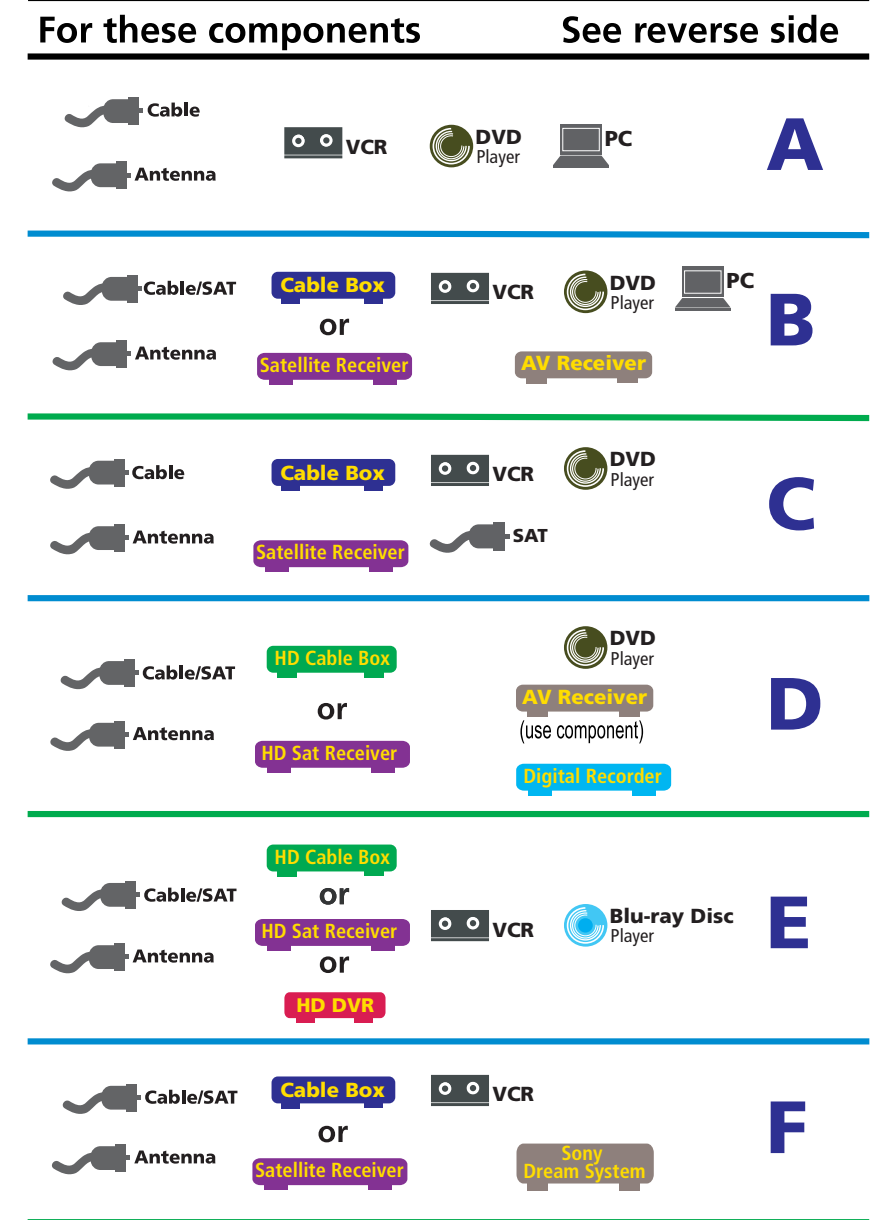 For these components See reverse side
Cable
VCR
DVD
Player
PC
A
Antenna
Cable/SAT
Cable Box
VCR
DVD
Player
PC
B
or
Antenna
Satellite Receiver
AV Receiver
Cable
Cable Box
VCR
DVD
Player
C
Antenna
Satellite Receiver
SAT
Cable/SAT
HD Cable Box
DVD
Player
D
or
AV Receiver
(use component)
Antenna
HD Sat Receiver
Digital Recorder
HD Cable Box
Cable/SAT
or
HD Sat Receiver
VCR
Blu-ray Disc
Player
E
Antenna
or
HD DVR
Cable/SAT
Cable Box
VCR
F
or
Antenna
Satellite Receiver
Sony
Dream System